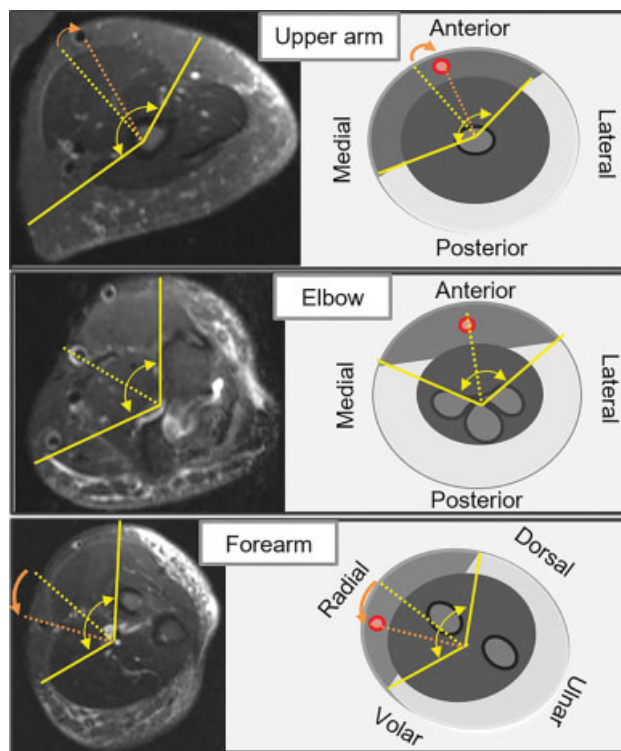 Upper arm
Anterior
Medial
Lateral
Posterior
Elbow
Anterior
Medial
Lateral
Posterior
Forearm
Dorsal
Radial
Ulnar
Volar